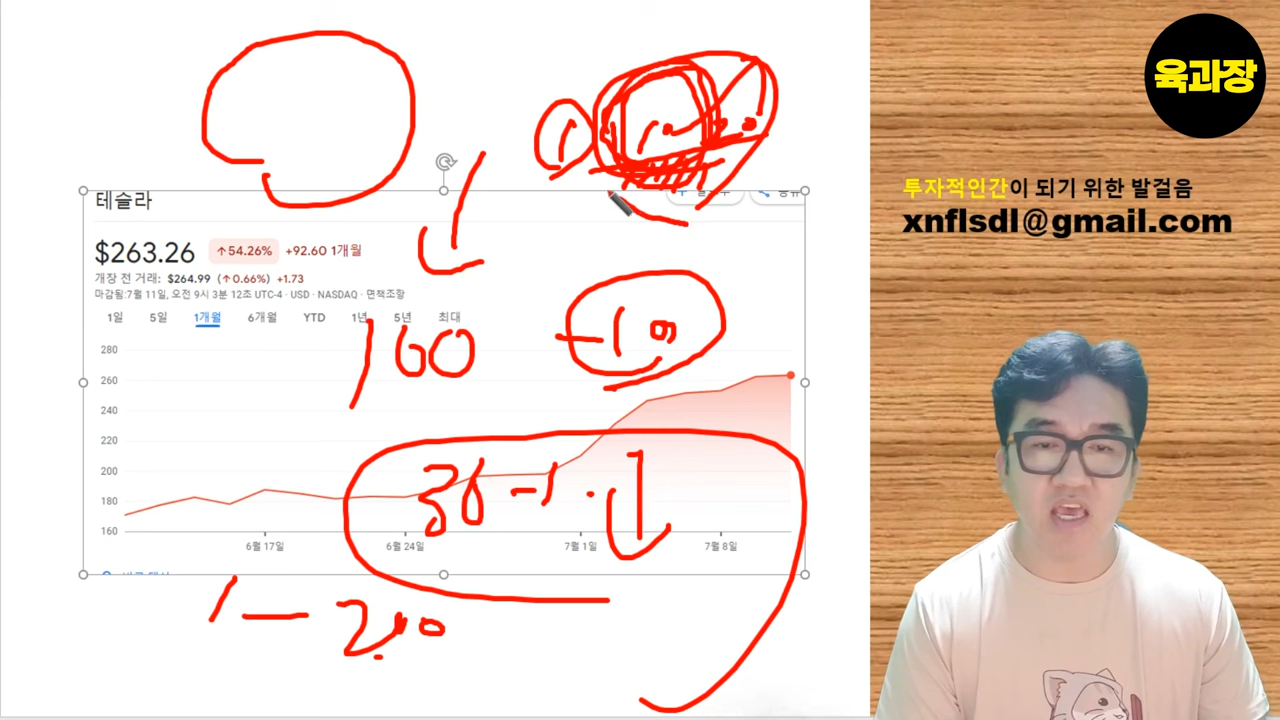 육과장
투자적인간이 되기 위한 발걸음
xnflsdl@gmail.com
테슬라
공유
$263.26 ↑54.26% +92.60 1개월
개장 전 거래: $264.99 (↑0.66%) +1.73
마감됨:7월 11일, 오전 9시 3분 12초 UTC-4 · USD · NASDAQ · 면책조항
1일 5일 1개월 6개월 YTD 1년 5년 최대
280
260
240
220
200
180
160
6월 17일 6월 24일 7월 1일 7월 8일
100
-10
1-200